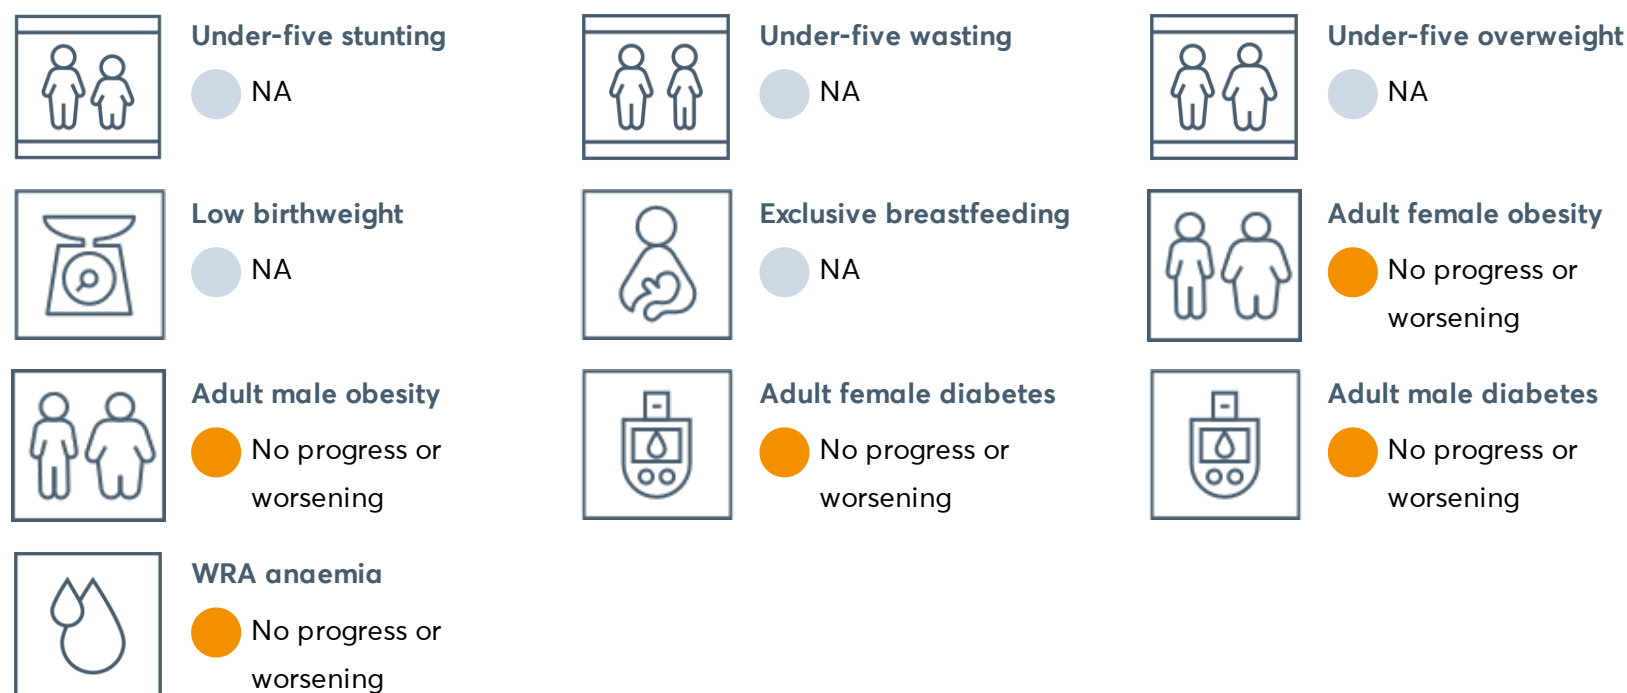 Under-five stunting
NA
Under-five wasting
NA
Under-five overweight
NA
Low birthweight
NA
Exclusive breastfeeding
NA
Adult female obesity
No progress or
worsening
Adult male obesity
No progress or
worsening
Adult female diabetes
No progress or
worsening
Adult male diabetes
No progress or
worsening
WRA anaemia
No progress or
worsening